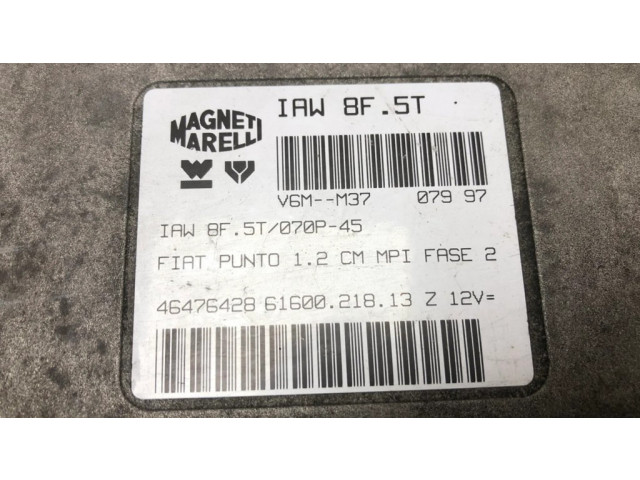 MAGNETI
MARELLI
IAW 8F.5T
V6M--M37 079 97
IAW 8F.5T/070P-45
FIAT PUNTO 1.2 CM MPI FASE 2
46476428 61600.218.13 Z 12V=